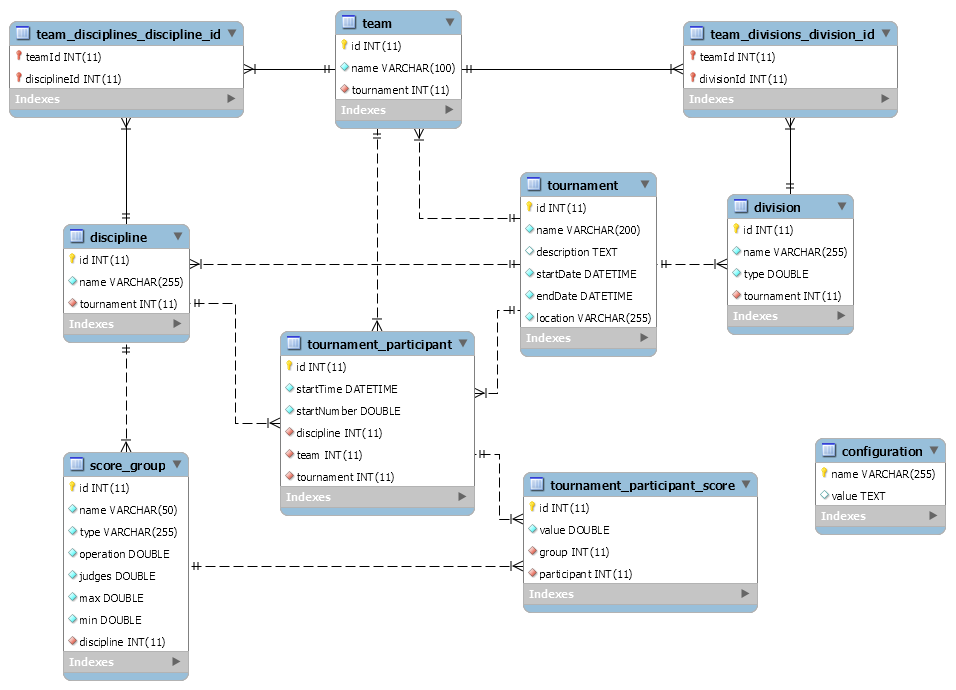 team_disciplines_discipline_id
teamId INT(11)
disciplineId INT(11)
Indexes
team
id INT(11)
name VARCHAR(100)
tournament INT(11)
Indexes
team_divisions_division_id
teamId INT(11)
divisionId INT(11)
Indexes
tournament
id INT(11)
name VARCHAR(200)
description TEXT
startDate DATETIME
endDate DATETIME
location VARCHAR(255)
Indexes
division
id INT(11)
name VARCHAR(255)
type DOUBLE
tournament INT(11)
Indexes
discipline
id INT(11)
name VARCHAR(255)
tournament INT(11)
Indexes
tournament_participant
id INT(11)
startTime DATETIME
startNumber DOUBLE
discipline INT(11)
team INT(11)
tournament INT(11)
Indexes
score_group
id INT(11)
name VARCHAR(50)
type VARCHAR(255)
operation DOUBLE
judges DOUBLE
max DOUBLE
min DOUBLE
discipline INT(11)
Indexes
tournament_participant_score
id INT(11)
value DOUBLE
group INT(11)
participant INT(11)
Indexes
configuration
name VARCHAR(255)
value TEXT
Indexes